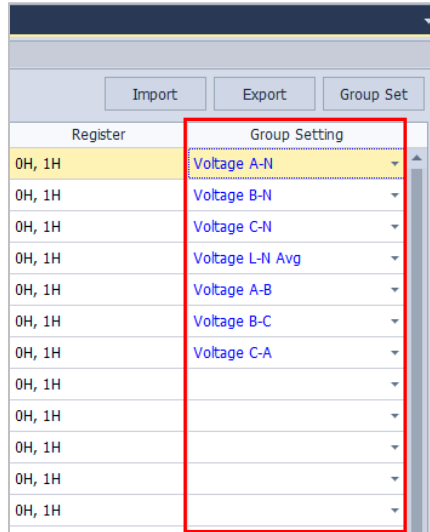 Import Export Group Set
Register Group Setting
0H, 1H Voltage A-N
0H, 1H Voltage B-N
0H, 1H Voltage C-N
0H, 1H Voltage L-N Avg
0H, 1H Voltage A-B
0H, 1H Voltage B-C
0H, 1H Voltage C-A
0H, 1H
0H, 1H
0H, 1H
0H, 1H
0H, 1H